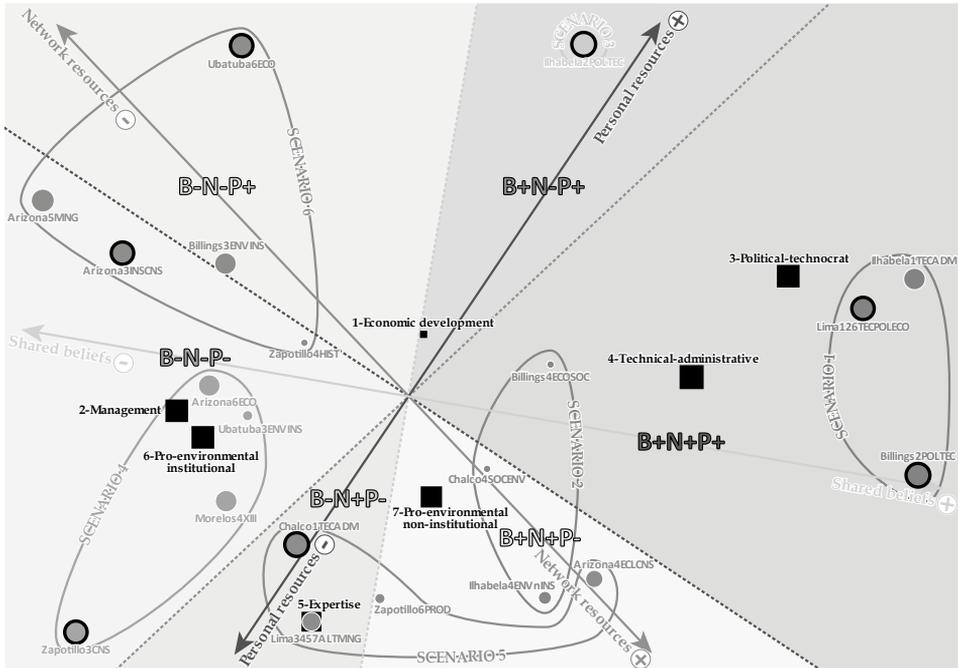 Network resources −
Ubatuba6ECO
SCENARIO 3
Ilhabela2POLTEC
+
Personal resources
SCENARIO 6
B-N-P+
B+N-P+
Arizona5MNG
Arizona3INSCNS
Billings3ENVINS
3-Political-technocrat
Ilhabela1TECADM
Lima126TECPOLECO
1-Economic development
Zapotillo4HIST
Shared beliefs −
B-N-P-
4-Technical-administrative
Billings4ECOSOC
SCENARIO 1
Arizona6ECO
2-Management
Ubatuba3ENVINS
6-Pro-environmental
institutional
SCENARIO 2
B+N+P+
Billings2POLTEC
Shared beliefs +
SCENARIO 4
Chalco4SOCENV
B-N+P-
Morelos4XIII
7-Pro-environmental
non-institutional
Chalco1TECADM
B+N+P-
Personal resources −
Network resources +
Arizona4ECLCNS
Ilhabela4ENVnINS
5-Expertise
Zapotillo6PROD
Lima3457ALTMNG
Zapotillo3CNS
SCENARIO 5